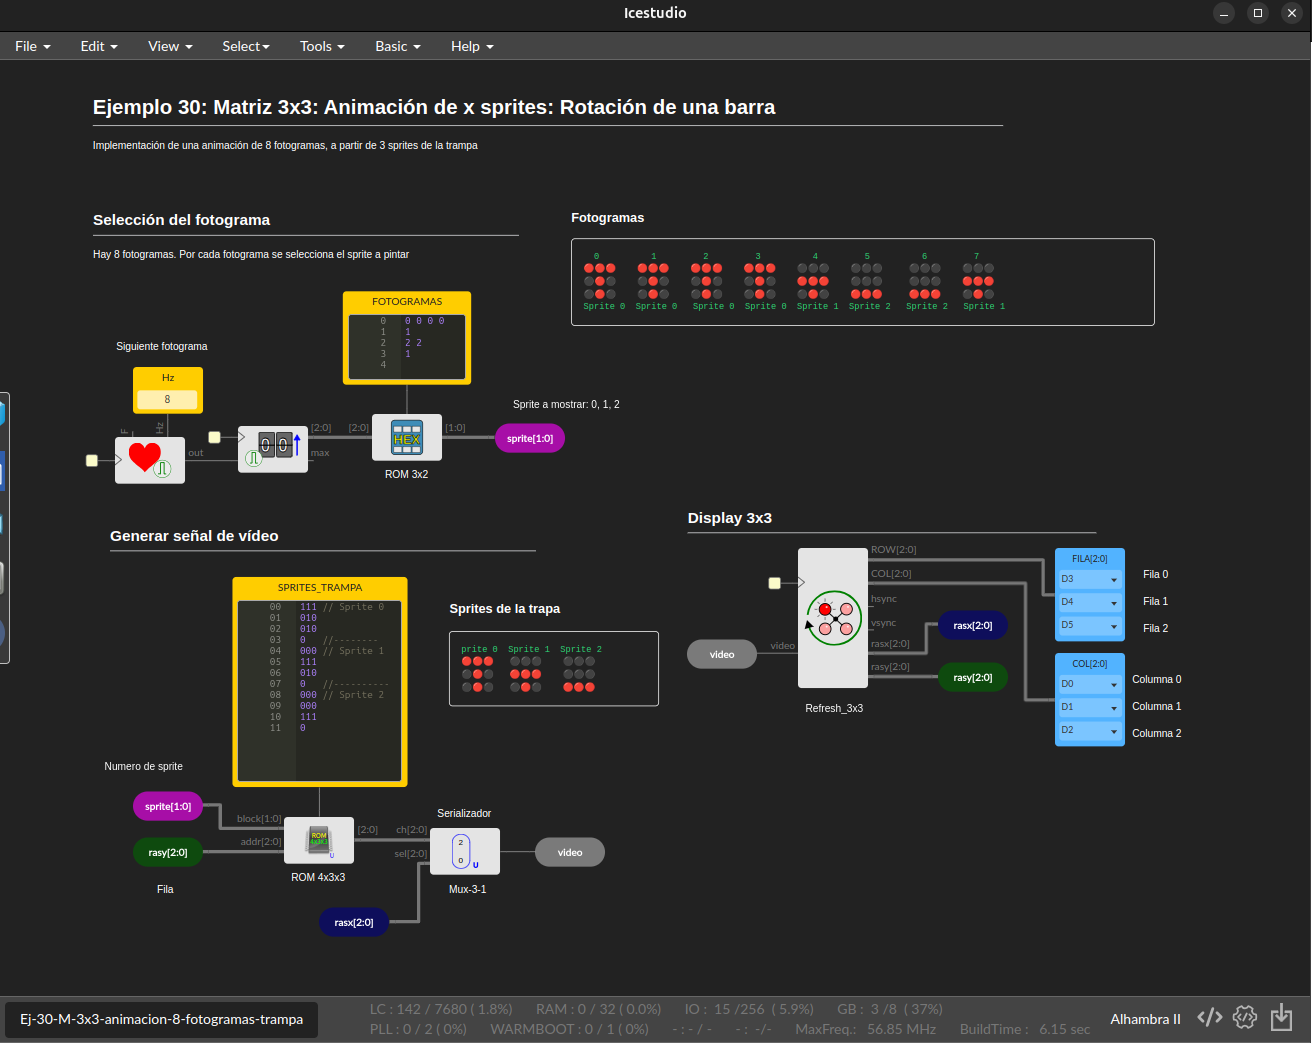 Icestudio
File Edit View Select Tools Basic Help
Ejemplo 30: Matriz 3x3: Animación de x sprites: Rotación de una barra
Implementación de una animación de 8 fotogramas, a partir de 3 sprites de la trampa
Selección del fotograma
Hay 8 fotogramas. Por cada fotograma se selecciona el sprite a pintar
Fotogramas
0 1 2 3 4 5 6 7
Sprite 0 Sprite 0 Sprite 0 Sprite 0 Sprite 1 Sprite 2 Sprite 2 Sprite 1
FOTOGRAMAS
0 0 0 0 0
1 1
2 2 2
3 1
4
Siguiente fotograma
Hz
8
F Hz
out
[2:0]
max
00
[2:0]
HEX
[1:0]
ROM 3x2
Sprite a mostrar: 0, 1, 2
sprite[1:0]
Generar señal de vídeo
SPRITES_TRAMPA
00 111 // Sprite 0
01 010
02 010
03 0 //--------
04 000 // Sprite 1
05 111
06 010
07 0 //----------
08 000 // Sprite 2
09 000
10 111
11 0
Sprites de la trapa
prite 0 Sprite 1 Sprite 2
Numero de sprite
sprite[1:0]
rasy[2:0]
Fila
block[1:0]
addr[2:0]
ROM
4x3x3
U
[2:0]
ROM 4x3x3
Serializador
ch[2:0]
sel[2:0]
2
0
U
Mux-3-1
video
rasx[2:0]
Display 3x3
ROW[2:0]
COL[2:0]
hsync
vsync
rasx[2:0]
rasy[2:0]
video
video
Refresh_3x3
rasx[2:0]
rasy[2:0]
FILA[2:0]
D3 Fila 0
D4 Fila 1
D5 Fila 2
COL[2:0]
D0 Columna 0
D1 Columna 1
D2 Columna 2
Ej-30-M-3x3-animacion-8-fotogramas-trampa
LC : 142 / 7680 ( 1.8%) RAM : 0 / 32 ( 0.0%) IO : 15 /256 ( 5.9%) GB : 3 /8 ( 37%)
PLL : 0 / 2 ( 0%) WARMBOOT : 0 / 1 ( 0%) - : - / - - : -/- MaxFreq.: 56.85 MHz BuildTime : 6.15 sec
Alhambra II